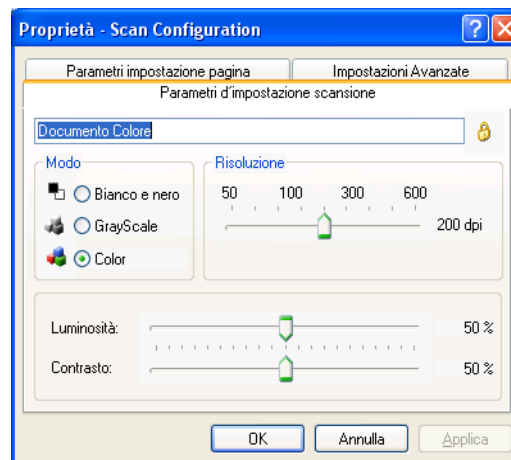 Proprietà - Scan Configuration
Parametri impostazione pagina Impostazioni Avanzate
Parametri d'impostazione scansione
Documento Colore
Modo
Bianco e nero
GrayScale
Color
Risoluzione
50 100 300 600
200 dpi
Luminosità: 50 %
Contrasto: 50 %
OK Annulla Applica